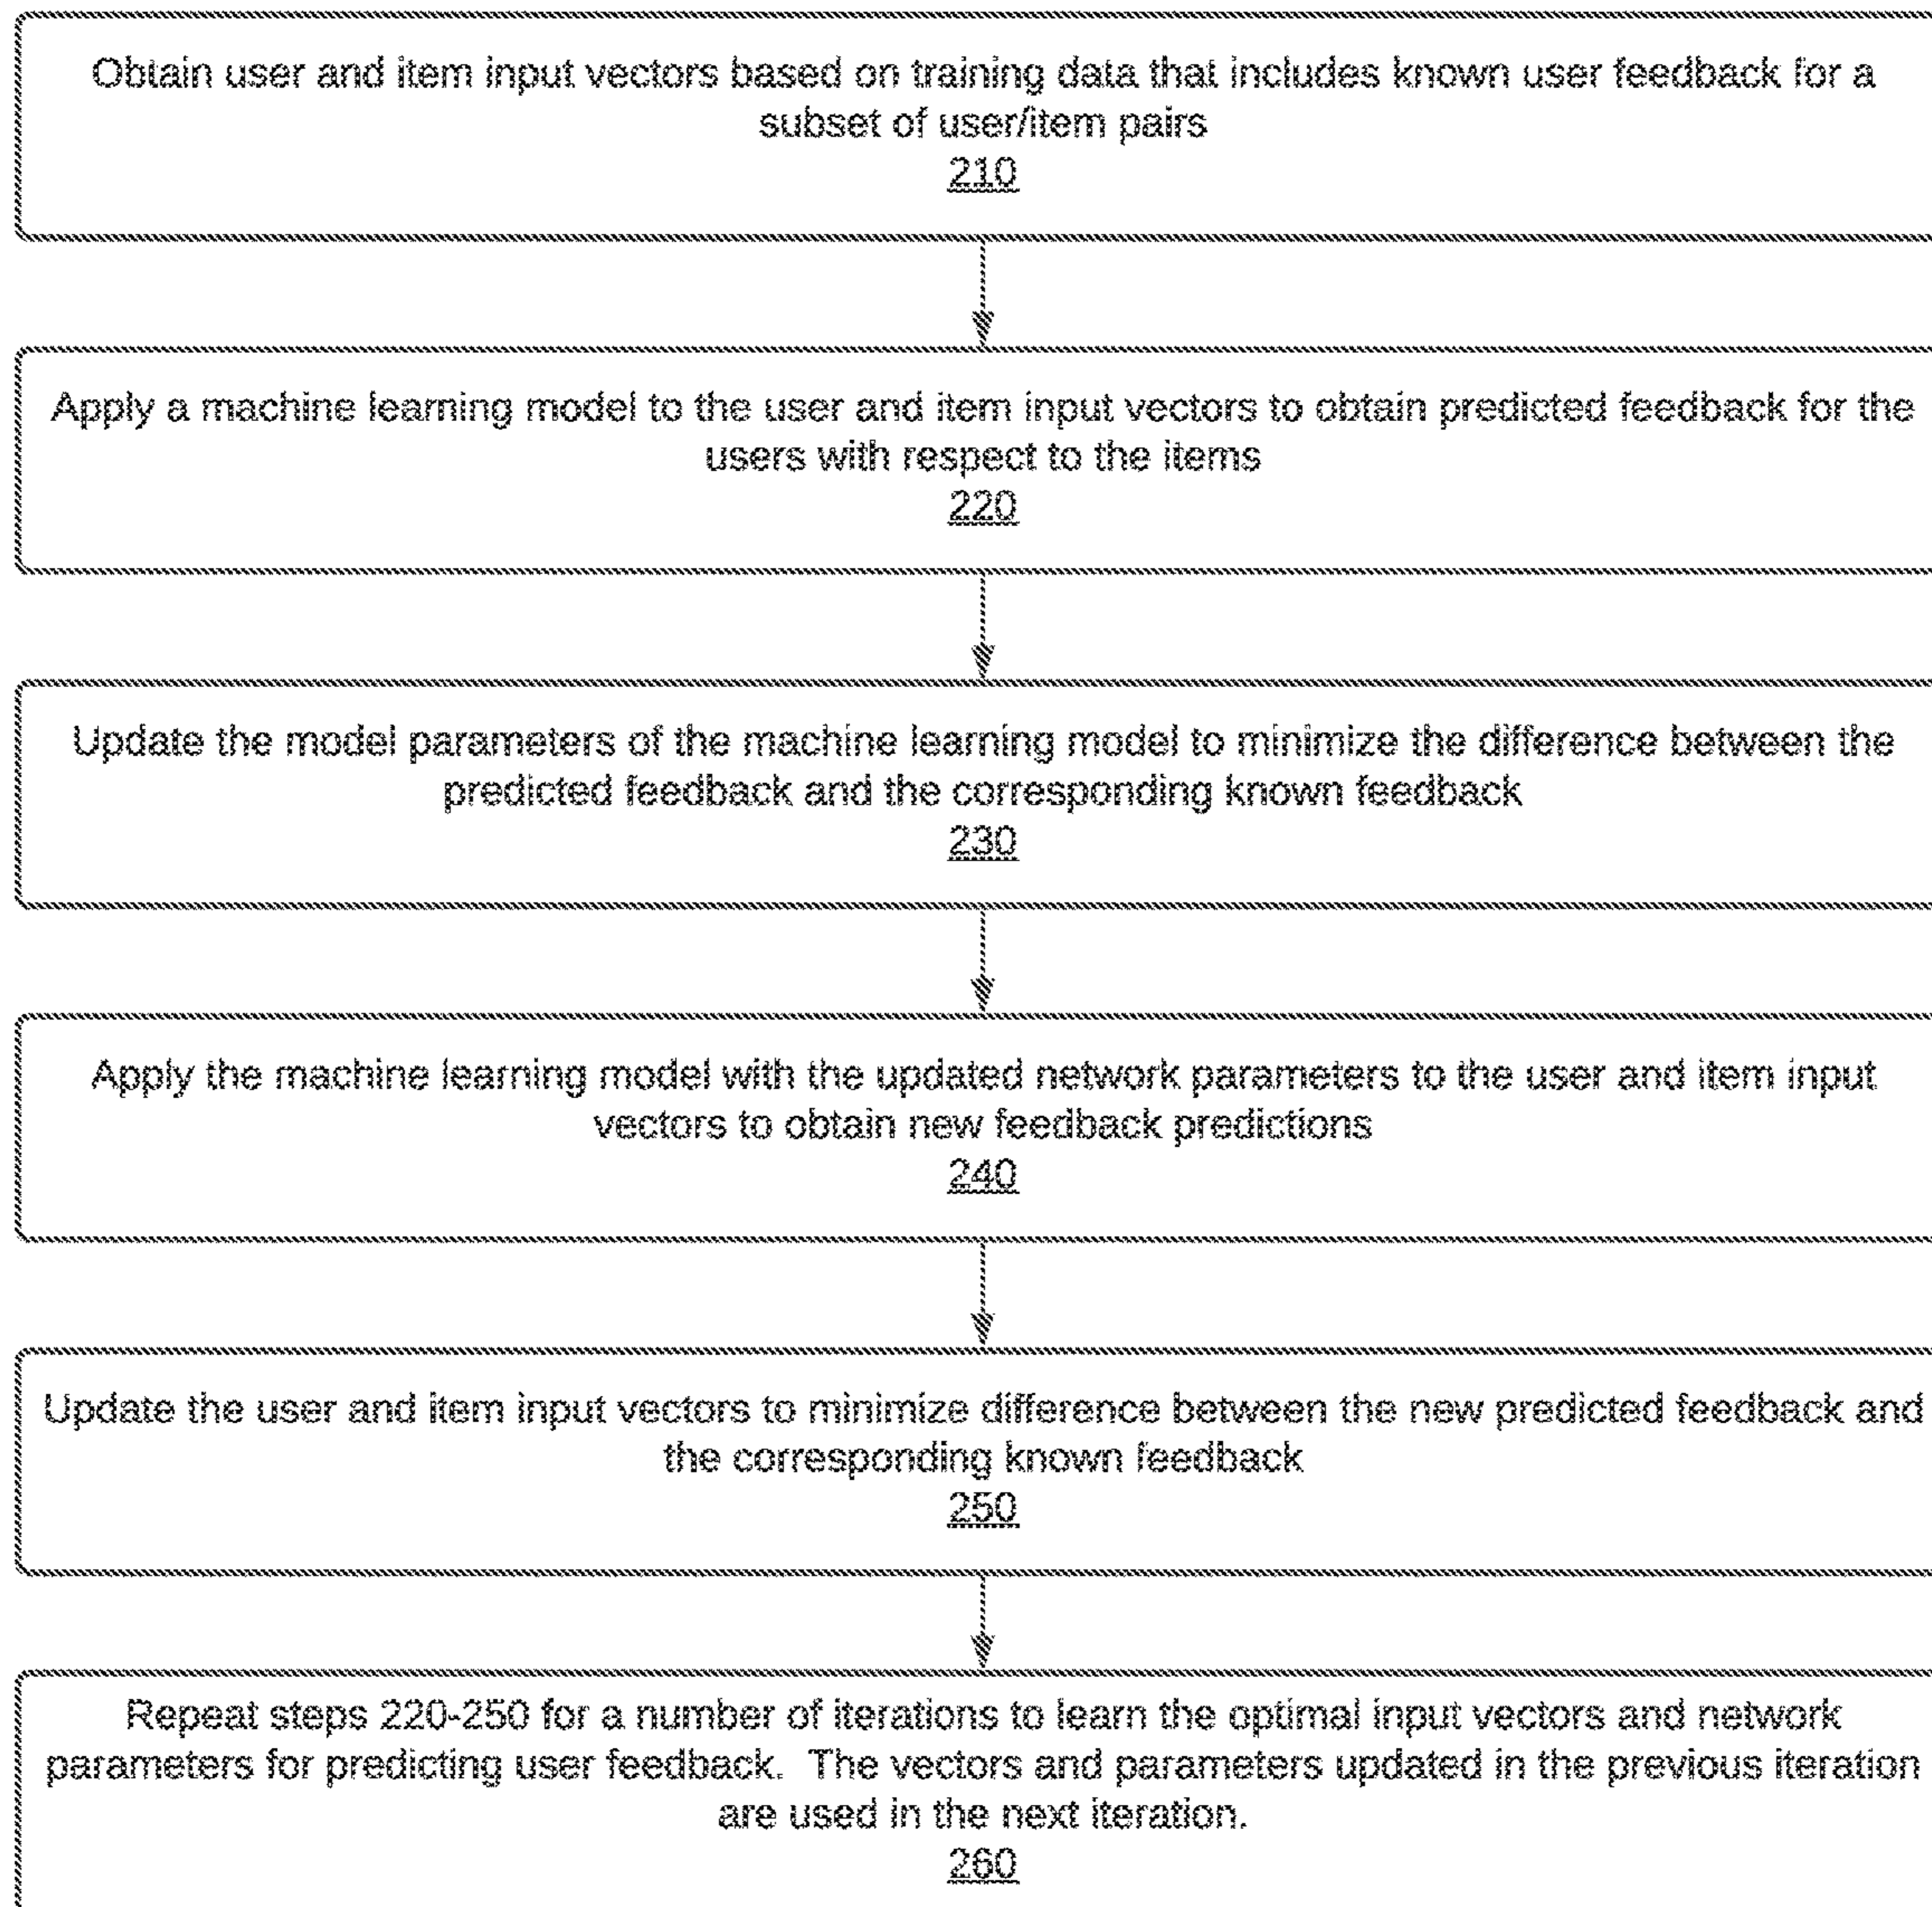 Obtain user and item input vectors based on training data that includes known user feedback for a
subset of user/item pairs
210
Apply a machine learning model to the user and item input vectors to obtain predicted feedback for the
users with respect to the items
220
Update the model parameters of the machine learning model to minimize the difference between the
predicted feedback and the corresponding known feedback
230
Apply the machine learning model with the updated network parameters to the user and item input
vectors to obtain new feedback predictions
240
Update the user and item input vectors to minimize difference between the new predicted feedback and
the corresponding known feedback
250
Repeat steps 220-250 for a number of iterations to learn the optimal input vectors and network
parameters for predicting user feedback.  The vectors and parameters updated in the previous iteration
are used in the next iteration.
260